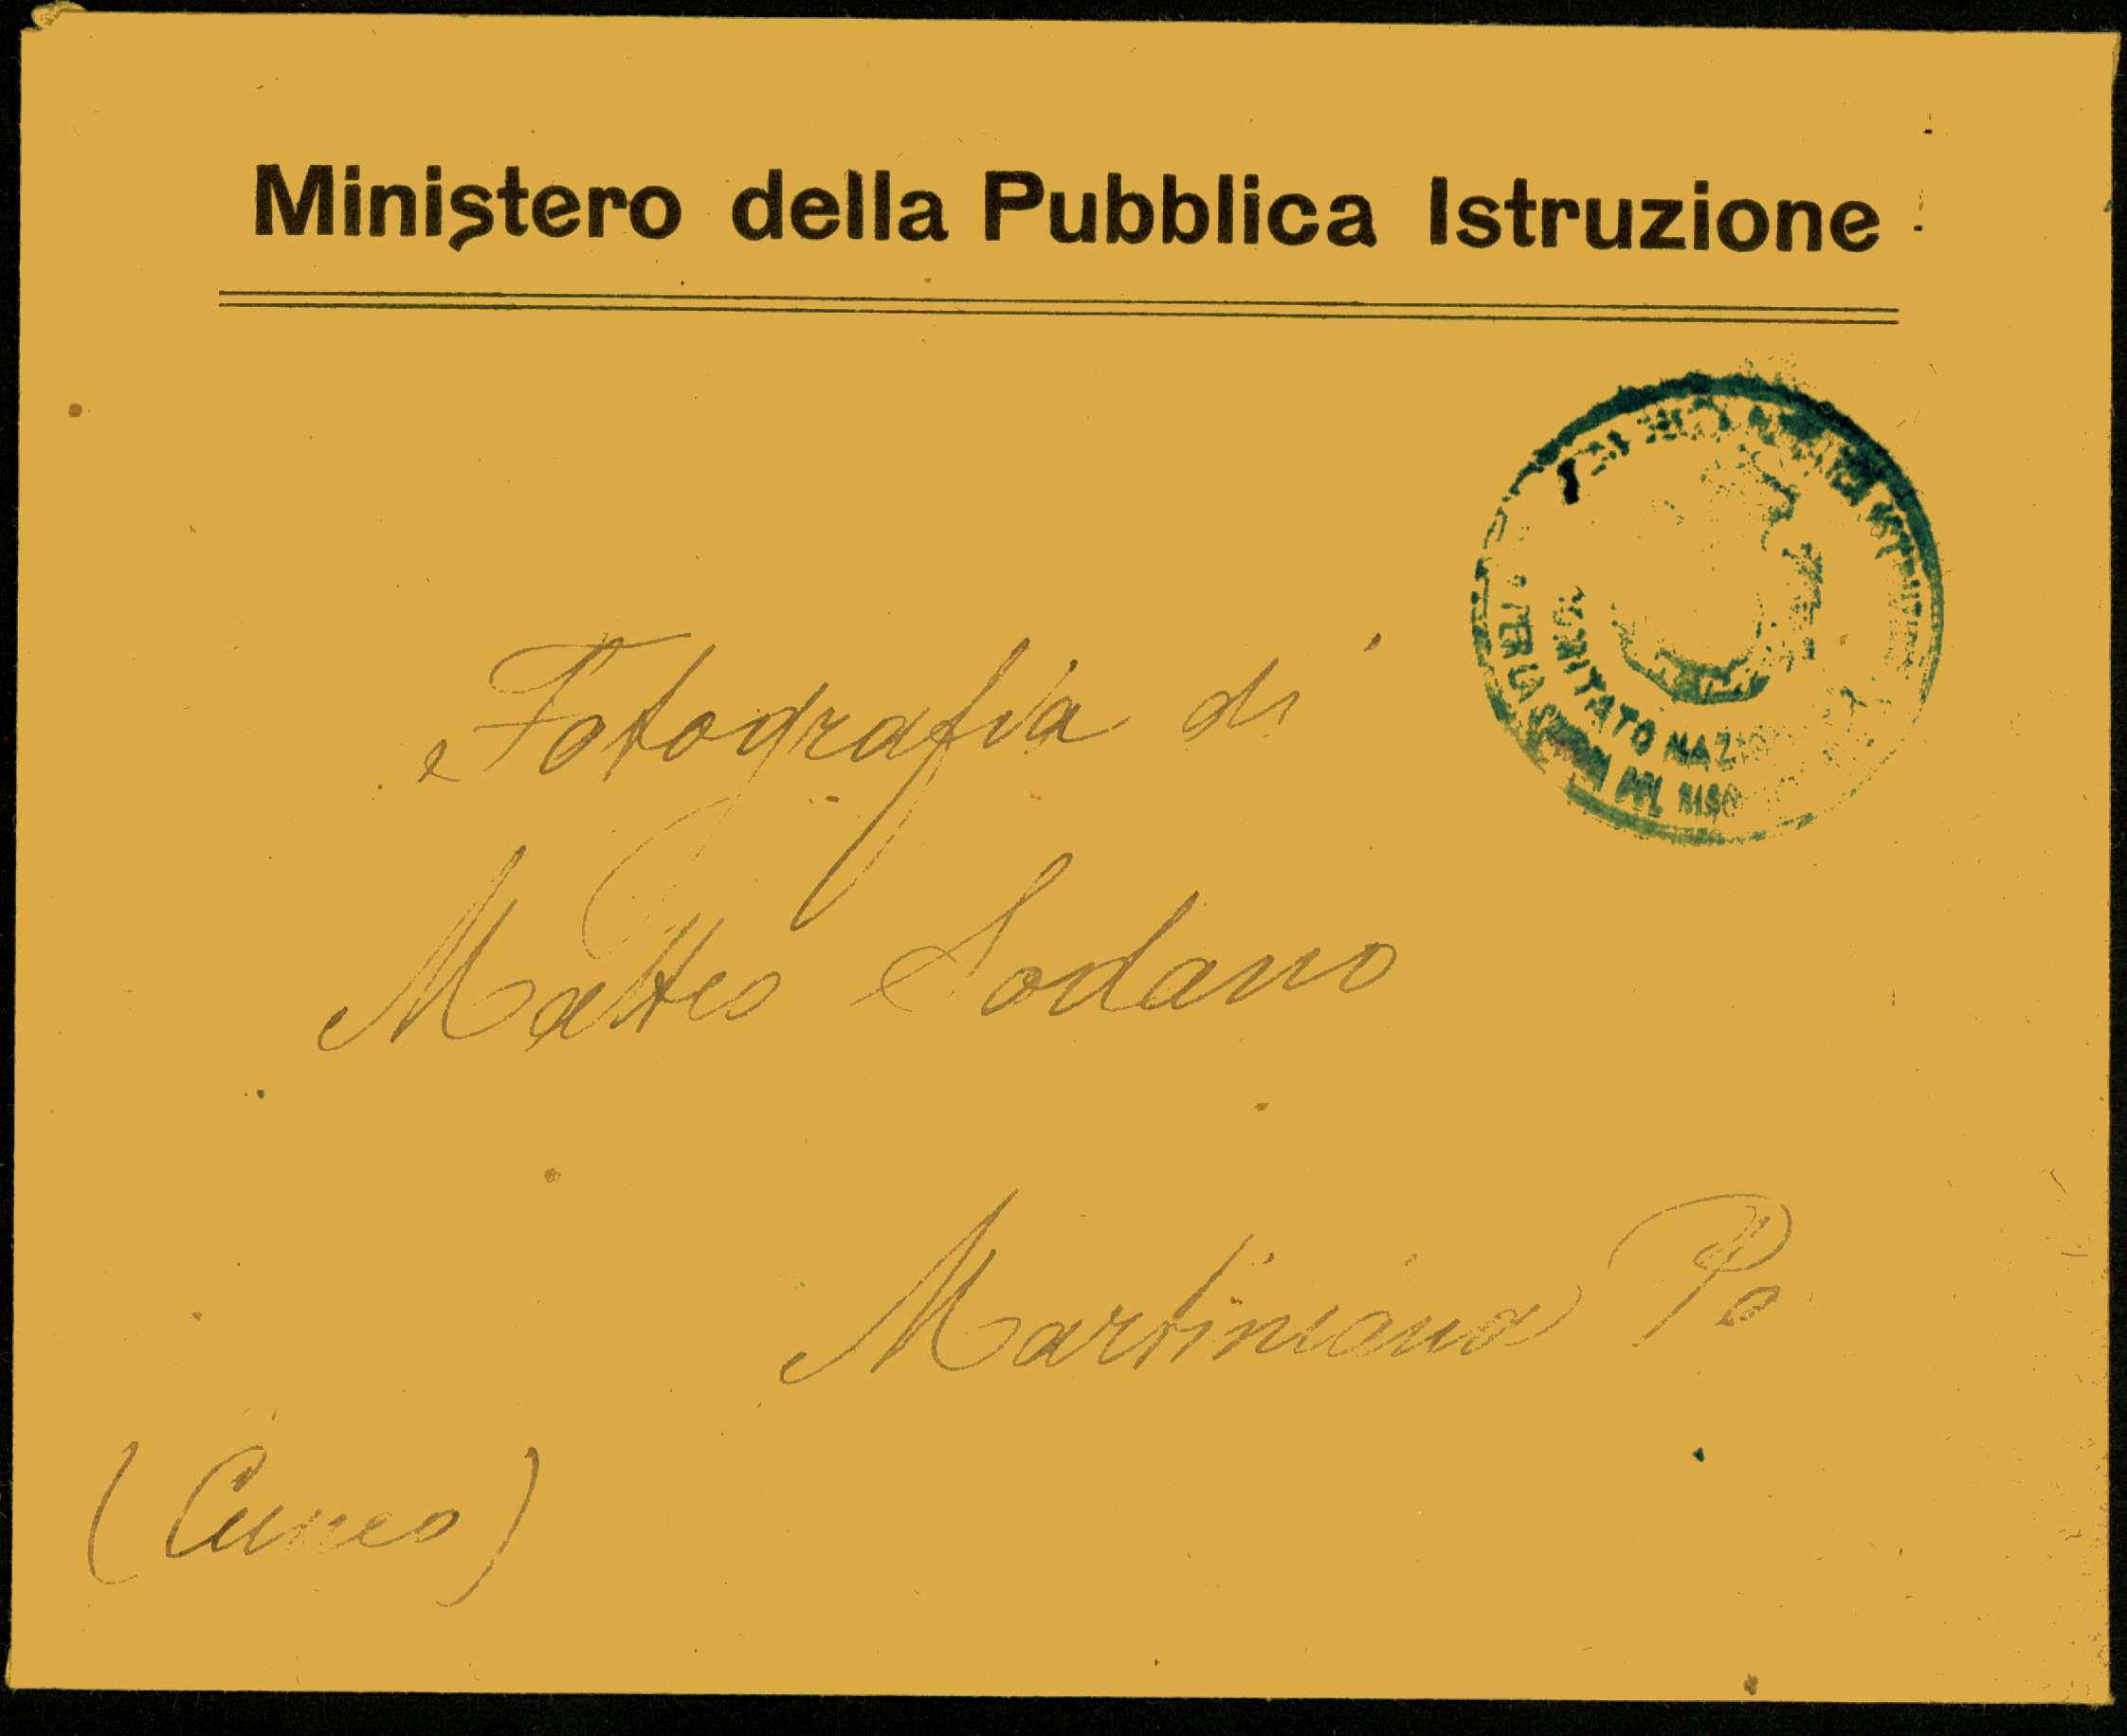 Ministero della Pubblica Istruzione
COMITATO NAZ
DEL RISO
Fotografia di
Matteo Sodano
Martiniana Po
(Cuneo)